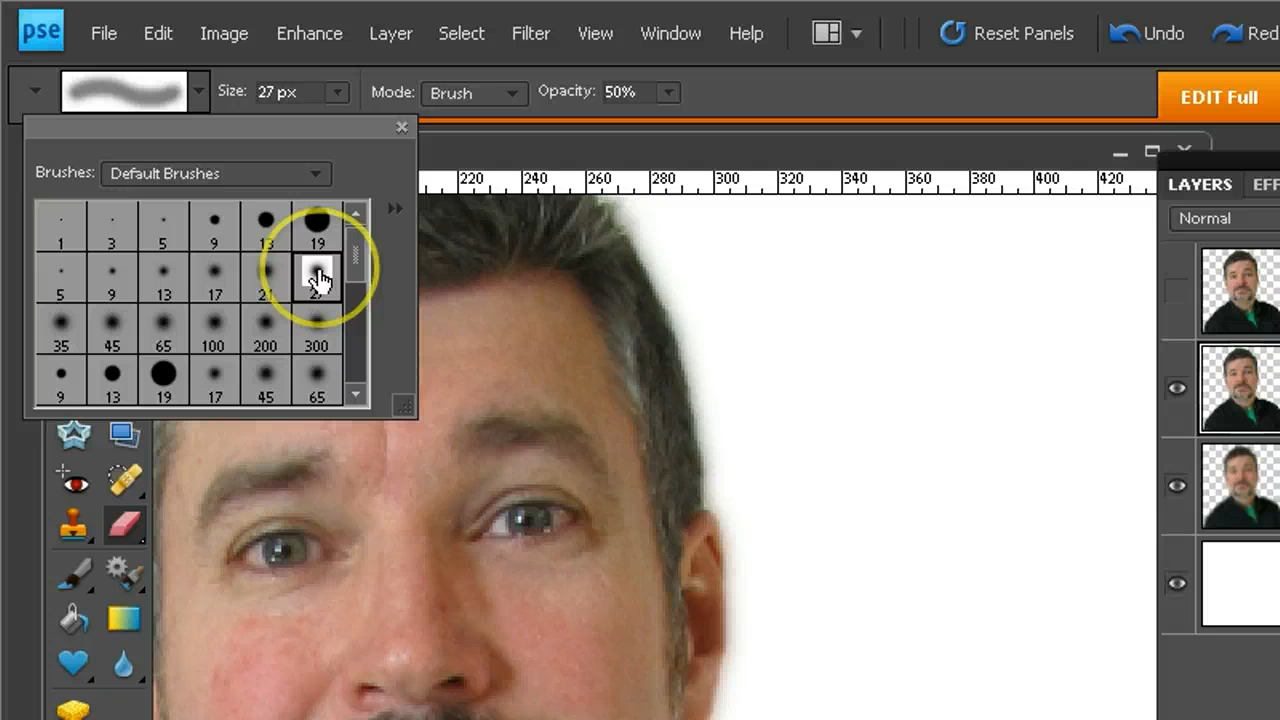 pse File Edit Image Enhance Layer Select Filter View Window Help Reset Panels Undo Red
Size: 27 px Mode: Brush Opacity: 50% EDIT Full
Brushes: Default Brushes
220 240 260 280 300 320 340 360 380 400 420
LAYERS EFF
Normal
1 3 5 9 13 19
5 9 13 17 21 27
35 45 65 100 200 300
9 13 19 17 45 65